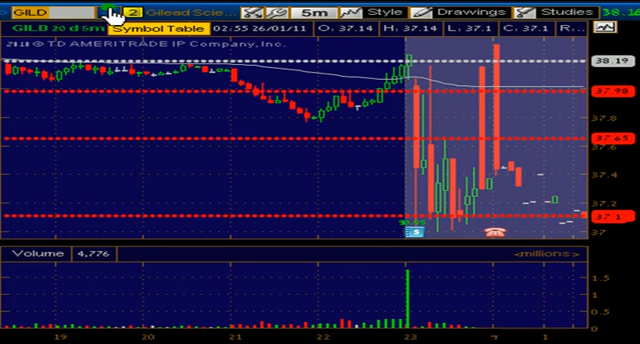 GILD 2 Gilead Scie... 5m Style Drawings Studies 38.16
GILD 20 d 5m Symbol Table 02:55 26/01/11 O: 37.14 H: 37.14 L: 37.1 C: 37.1 R...
2011 © TD AMERITRADE IP Company, Inc.
38.19
37.98
37.8
37.65
37.4
37.2
37.1
37
Volume 4,776 <millions>
1.5
1
0.5
0
19 20 21 22 23 7 1